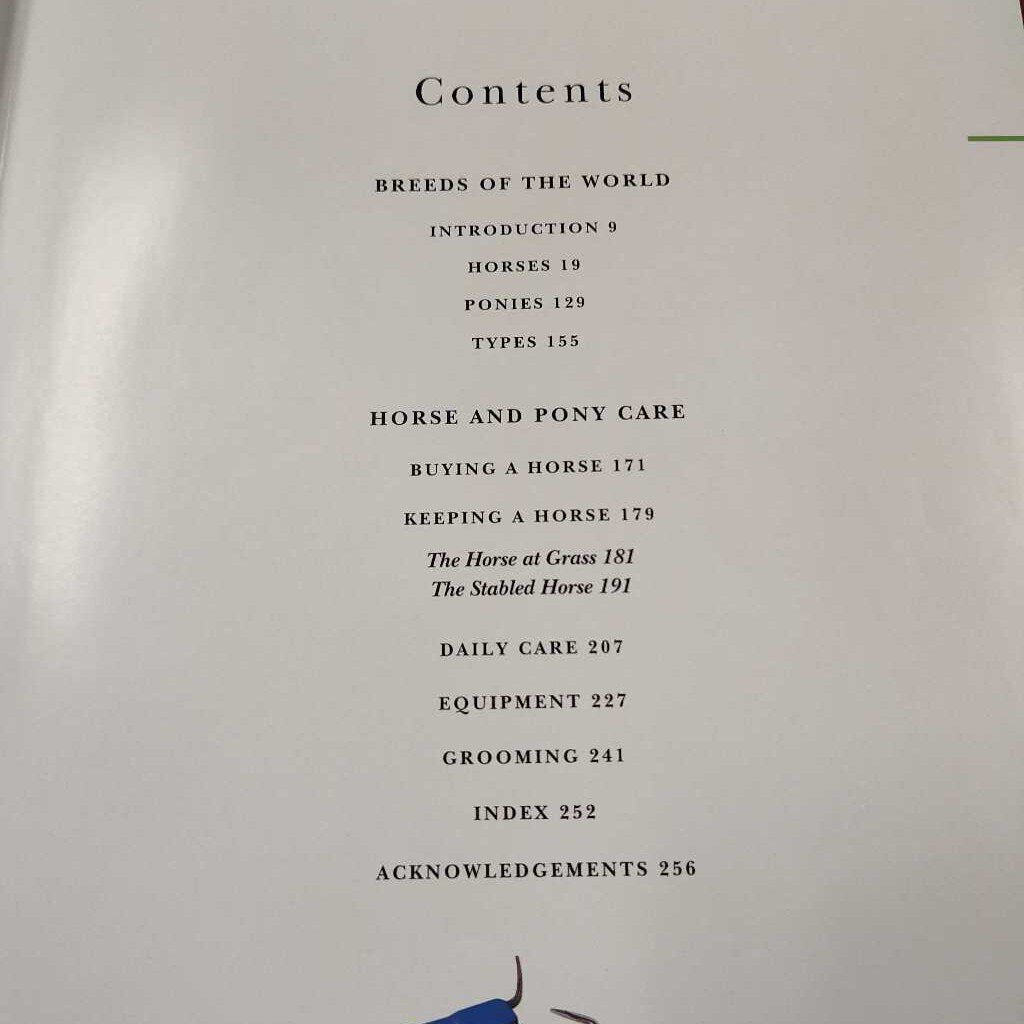 Contents
BREEDS OF THE WORLD
INTRODUCTION 9
HORSES 19
PONIES 129
TYPES 155
HORSE AND PONY CARE
BUYING A HORSE 171
KEEPING A HORSE 179
The Horse at Grass 181
The Stabled Horse 191
DAILY CARE 207
EQUIPMENT 227
GROOMING 241
INDEX 252
ACKNOWLEDGEMENTS 256